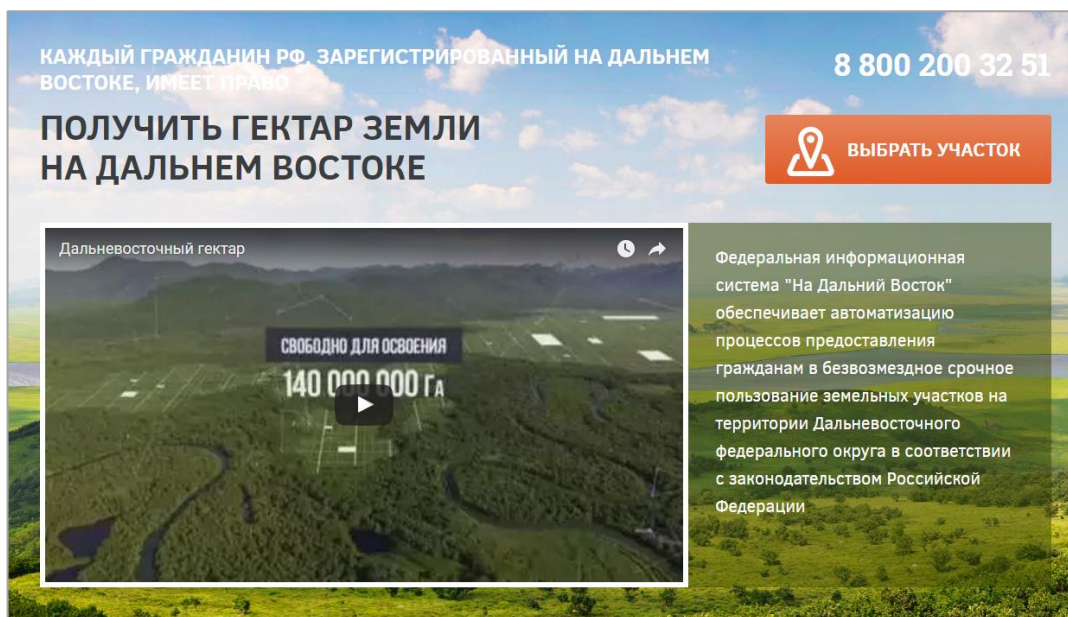 КАЖДЫЙ ГРАЖДАНИН РФ, ЗАРЕГИСТРИРОВАННЫЙ НА ДАЛЬНЕМ
ВОСТОКЕ, ИМЕЕТ ПРАВО
8 800 200 32 51
ПОЛУЧИТЬ ГЕКТАР ЗЕМЛИ
НА ДАЛЬНЕМ ВОСТОКЕ
ВЫБРАТЬ УЧАСТОК
Дальневосточный гектар
СВОБОДНО ДЛЯ ОСВОЕНИЯ
140 000 000 ГА
Федеральная информационная
система "На Дальний Восток"
обеспечивает автоматизацию
процессов предоставления
гражданам в безвозмездное срочное
пользование земельных участков на
территории Дальневосточного
федерального округа в соответствии
с законодательством Российской
Федерации